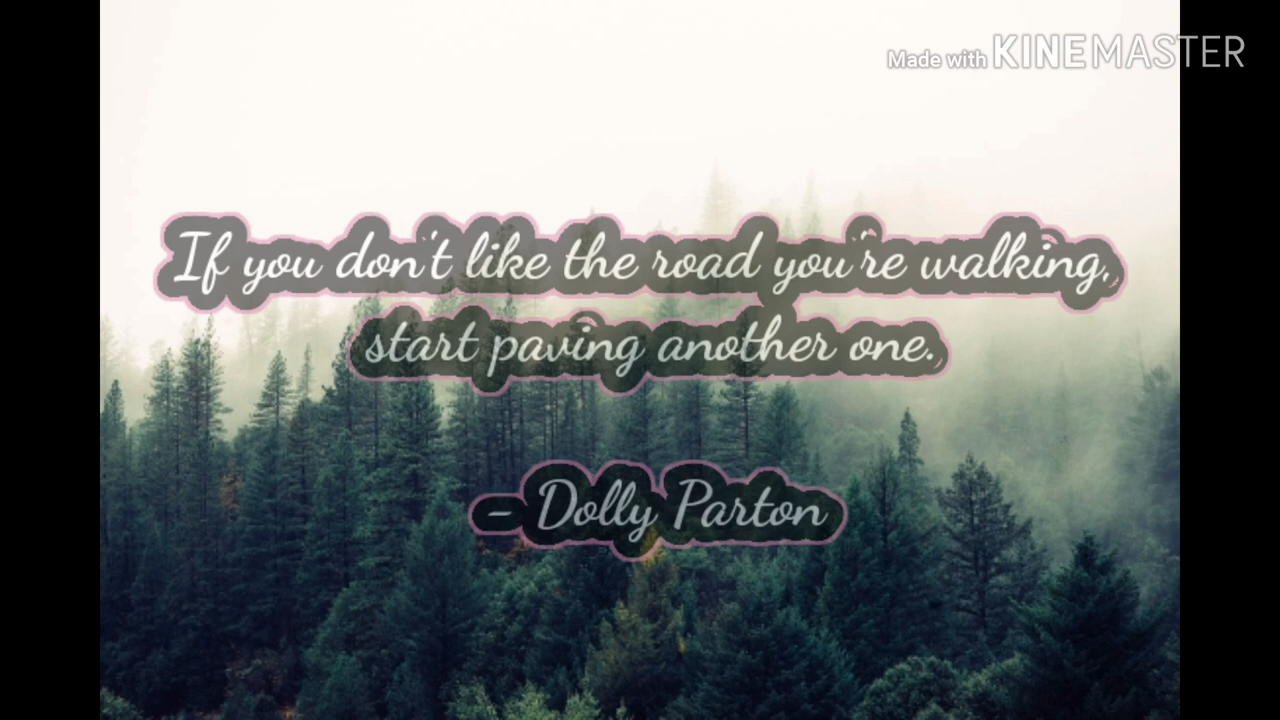 Made with KINEMASTER
If you don't like the road you're walking,
start paving another one.
- Dolly Parton